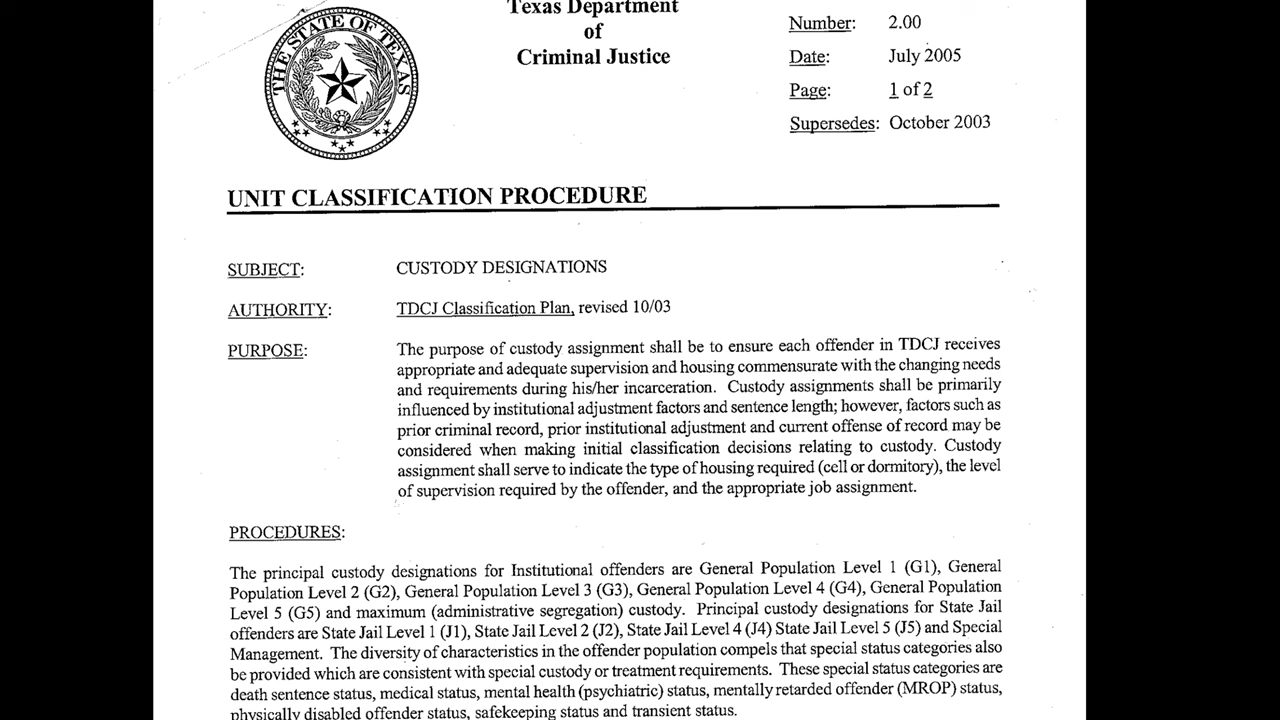 Texas Department
of
Criminal Justice
THE STATE OF TEXAS
Number: 2.00
Date: July 2005
Page: 1 of 2
Supersedes: October 2003
UNIT CLASSIFICATION PROCEDURE
SUBJECT: CUSTODY DESIGNATIONS
AUTHORITY: TDCJ Classification Plan, revised 10/03
PURPOSE: The purpose of custody assignment shall be to ensure each offender in TDCJ receives
appropriate and adequate supervision and housing commensurate with the changing needs
and requirements during his/her incarceration. Custody assignments shall be primarily
influenced by institutional adjustment factors and sentence length; however, factors such as
prior criminal record, prior institutional adjustment and current offense of record may be
considered when making initial classification decisions relating to custody. Custody
assignment shall serve to indicate the type of housing required (cell or dormitory), the level
of supervision required by the offender, and the appropriate job assignment.
PROCEDURES:
The principal custody designations for Institutional offenders are General Population Level 1 (G1), General
Population Level 2 (G2), General Population Level 3 (G3), General Population Level 4 (G4), General Population
Level 5 (G5) and maximum (administrative segregation) custody. Principal custody designations for State Jail
offenders are State Jail Level 1 (J1), State Jail Level 2 (J2), State Jail Level 4 (J4) State Jail Level 5 (J5) and Special
Management. The diversity of characteristics in the offender population compels that special status categories also
be provided which are consistent with special custody or treatment requirements. These special status categories are
death sentence status, medical status, mental health (psychiatric) status, mentally retarded offender (MROP) status,
physically disabled offender status, safekeeping status and transient status.